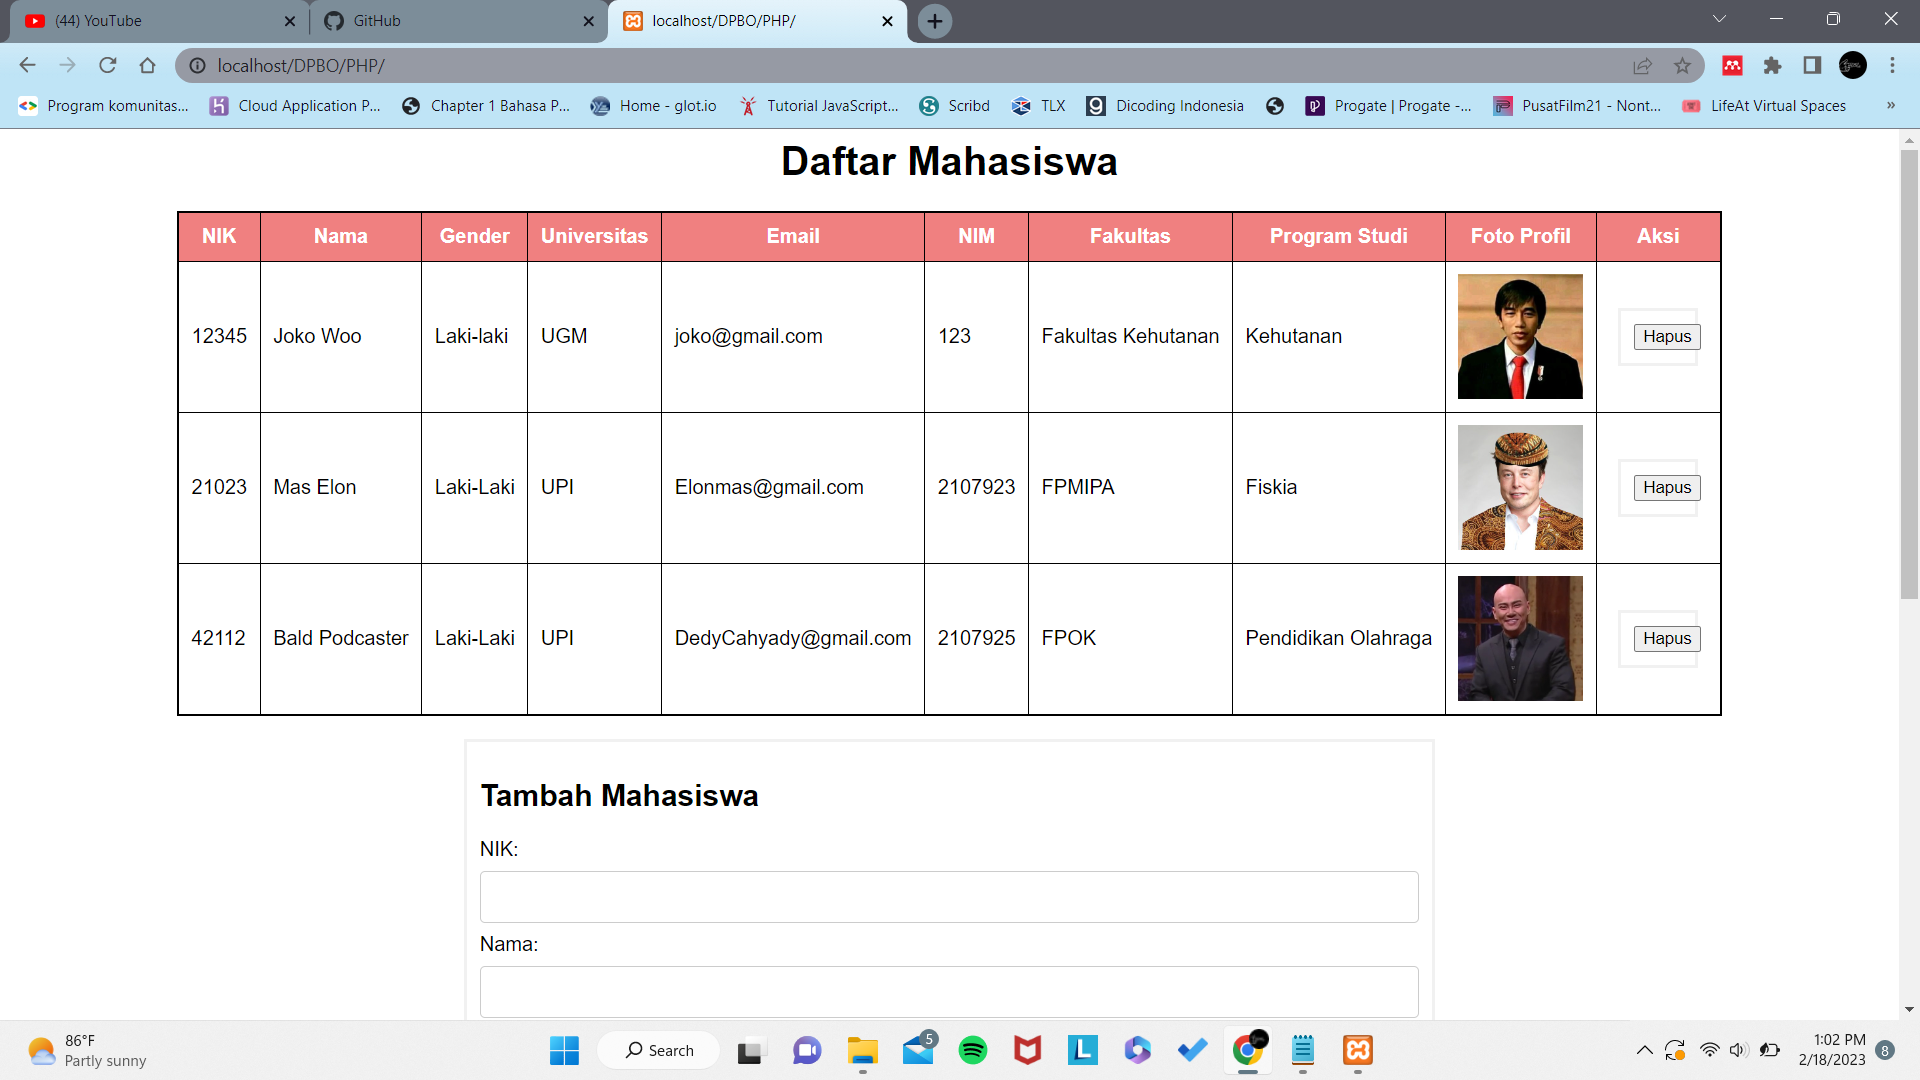 (44) YouTube
GitHub
localhost/DPBO/PHP/
localhost/DPBO/PHP/
Program komunitas...
Cloud Application P...
Chapter 1 Bahasa P...
Home - glot.io
Tutorial JavaScript...
Scribd
TLX
Dicoding Indonesia
Progate | Progate -...
PusatFilm21 - Nont...
LifeAt Virtual Spaces
»
Daftar Mahasiswa
NIK Nama Gender Universitas Email NIM Fakultas Program Studi Foto Profil Aksi
12345 Joko Woo Laki-laki UGM joko@gmail.com 123 Fakultas Kehutanan Kehutanan Hapus
21023 Mas Elon Laki-Laki UPI Elonmas@gmail.com 2107923 FPMIPA Fiskia Hapus
42112 Bald Podcaster Laki-Laki UPI DedyCahyady@gmail.com 2107925 FPOK Pendidikan Olahraga Hapus
Tambah Mahasiswa
NIK:
Nama:
86°F
Partly sunny
Search
5
L
1:02 PM
2/18/2023
8